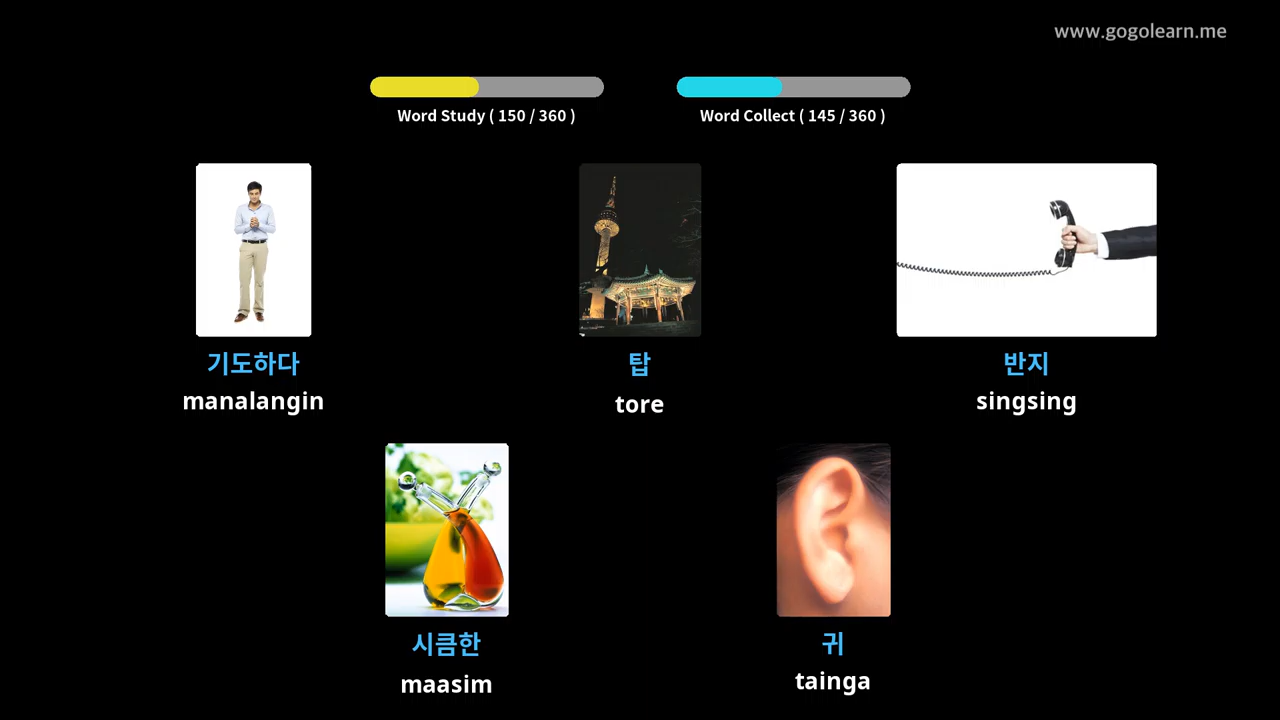 www.gogolearn.me
Word Study ( 150 / 360 )
Word Collect ( 145 / 360 )
기도하다
manalangin
탑
tore
반지
singsing
시큼한
maasim
귀
tainga